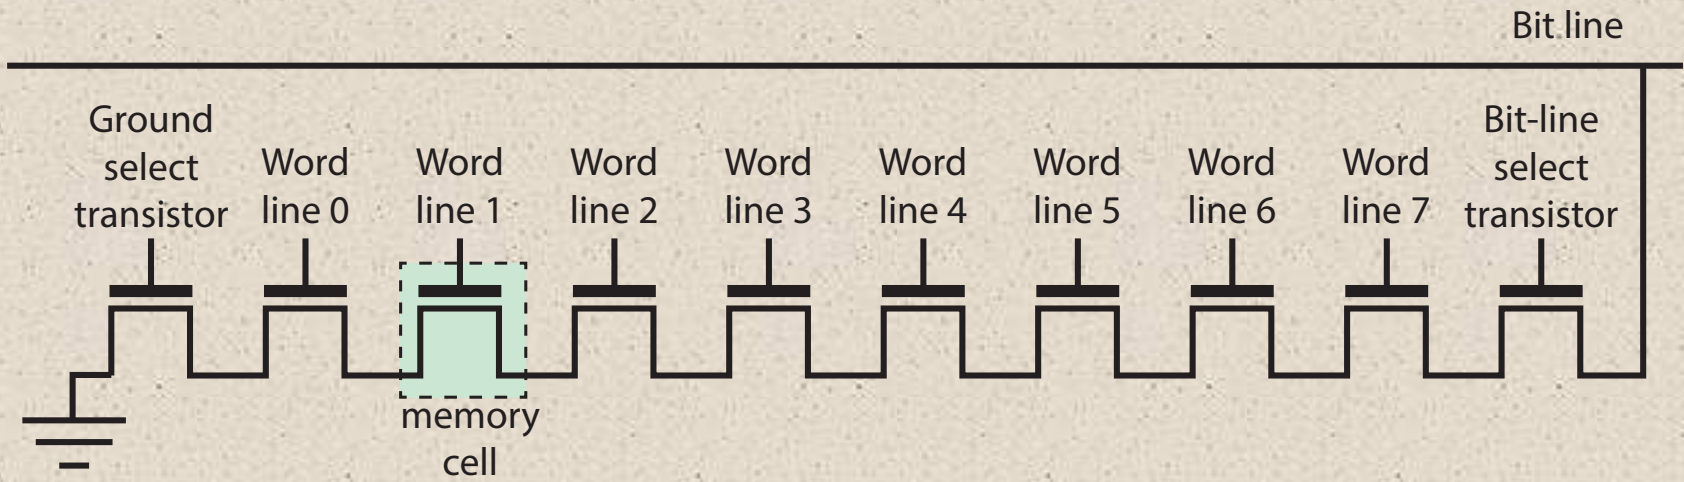 Bit line
Ground
select
transistor
Word
line 0
Word
line 1
Word
line 2
Word
line 3
Word
line 4
Word
line 5
Word
line 6
Word
line 7
Bit-line
select
transistor
memory
cell